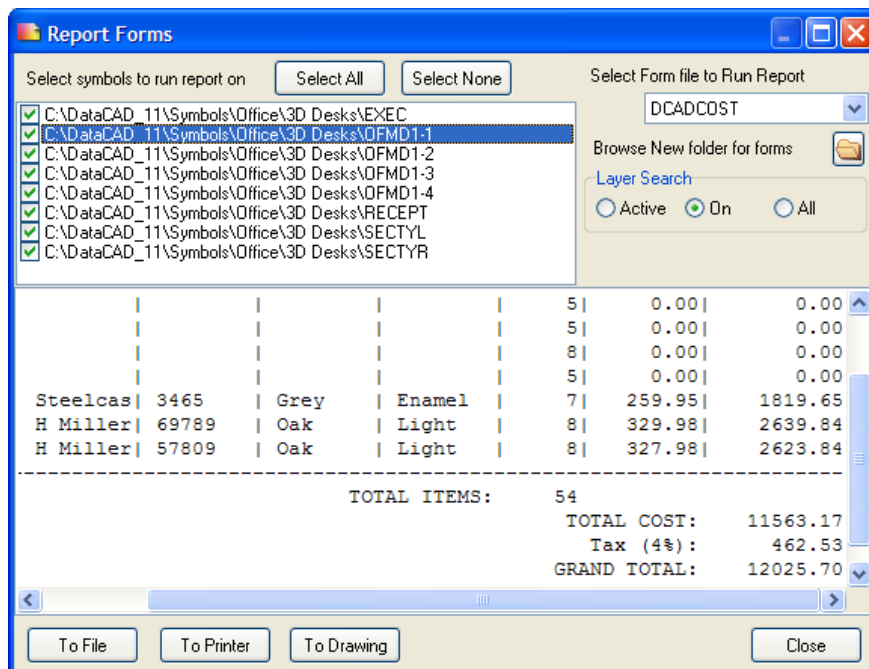 Report Forms
Select symbols to run report on
Select All
Select None
Select Form file to Run Report
DCADCOST
Browse New folder for forms
Layer Search
Active
On
All
C:\DataCAD_11\Symbols\Office\3D Desks\EXEC
C:\DataCAD_11\Symbols\Office\3D Desks\OFMD1-1
C:\DataCAD_11\Symbols\Office\3D Desks\OFMD1-2
C:\DataCAD_11\Symbols\Office\3D Desks\OFMD1-3
C:\DataCAD_11\Symbols\Office\3D Desks\OFMD1-4
C:\DataCAD_11\Symbols\Office\3D Desks\RECEPT
C:\DataCAD_11\Symbols\Office\3D Desks\SECTYL
C:\DataCAD_11\Symbols\Office\3D Desks\SECTYR
| | | | 5| 0.00| 0.00
| | | | 5| 0.00| 0.00
| | | | 8| 0.00| 0.00
| | | | 5| 0.00| 0.00
Steelcas| 3465 | Grey | Enamel | 7| 259.95| 1819.65
H Miller| 69789 | Oak | Light | 8| 329.98| 2639.84
H Miller| 57809 | Oak | Light | 8| 327.98| 2623.84
TOTAL ITEMS: 54
TOTAL COST: 11563.17
Tax (4%): 462.53
GRAND TOTAL: 12025.70
To File
To Printer
To Drawing
Close